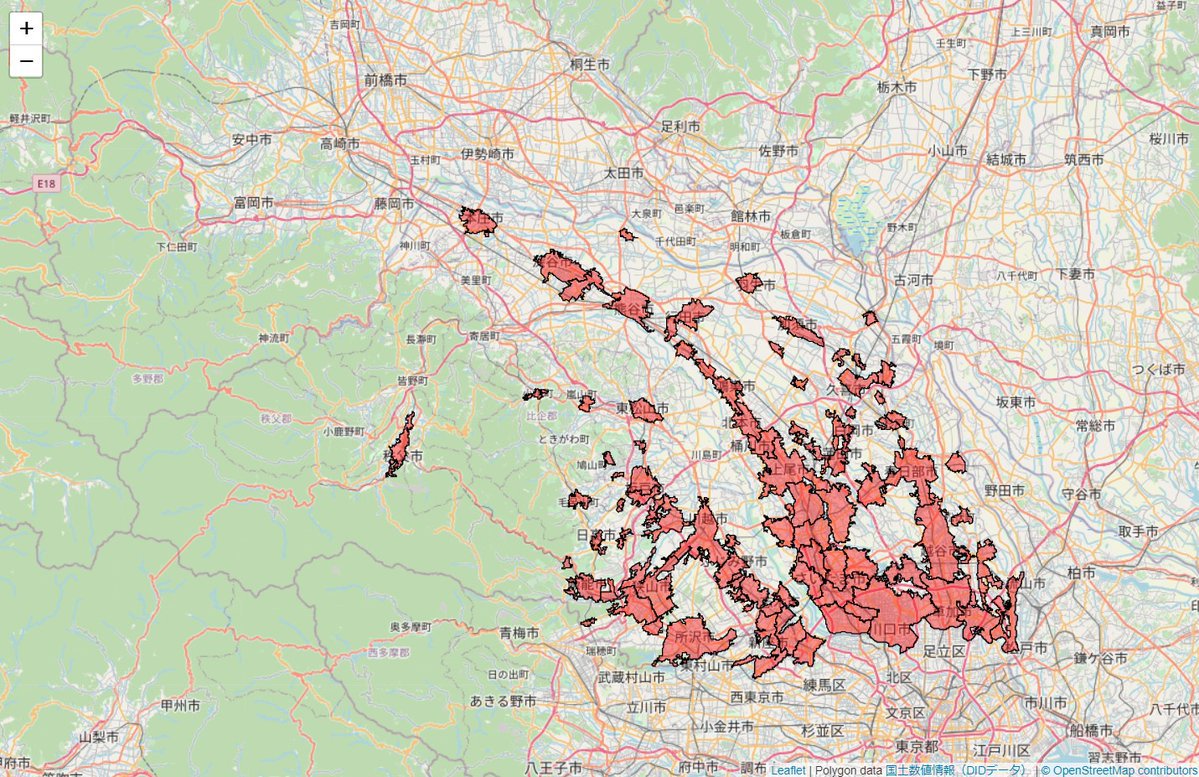 +
−
吉岡町
桐生市
益子町
上三川町
真岡市
壬生町
下野市
前橋市
栃木市
軽井沢町
安中市
高崎市
足利市
桜川市
玉村町
伊勢崎市
佐野市
小山市
結城市
筑西市
太田市
E18
富岡市
藤岡市
大泉町
邑楽町
館林市
下仁田町
神川町
千代田町
明和町
板倉町
野木町
美里町
古河市
八千代町
下妻市
神流町
長瀞町
寄居町
五霞町
境町
つくば市
多野郡
皆野町
嵐山町
東松山市
坂東市
秩父郡
比企郡
常総市
小鹿野町
ときがわ町
桶川市
川島町
鳩山町
上尾市
春日部市
野田市
守谷市
取手市
日高市
越谷市
柏市
奥多摩町
青梅市
川口市
西多摩郡
瑞穂町
所沢市
足立区
鎌ケ谷市
日の出町
武蔵村山市
東村山市
練馬区
北区
甲州市
あきる野市
立川市
西東京市
文京区
市川市
八千代市
山梨市
小金井市
杉並区
船橋市
東京都
江戸川区
習志野市
八王子市
府中市
調布
Leaflet | Polygon data 国土数値情報（DIDデータ） | © OpenStreetMap contributors